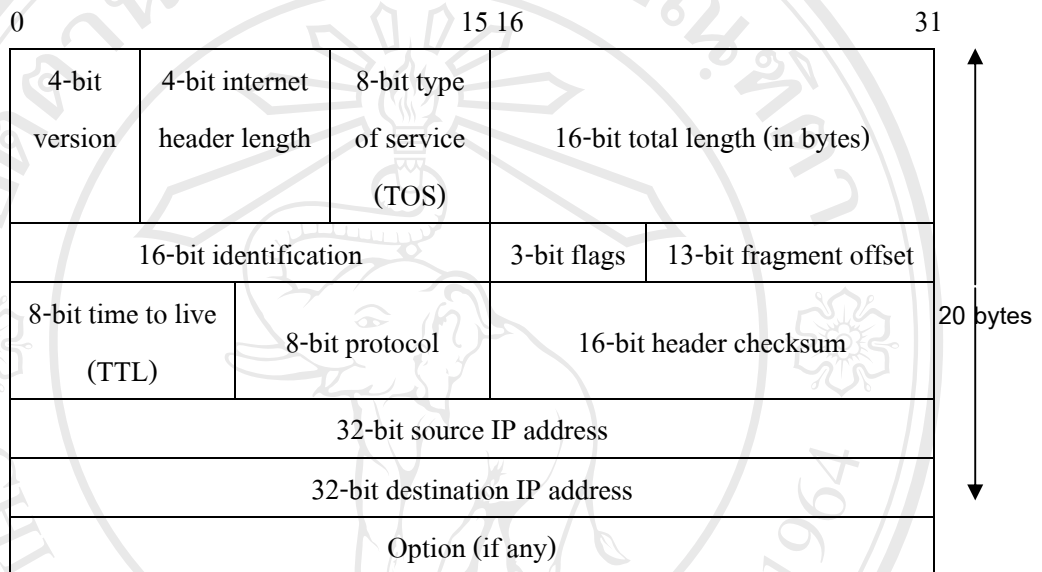 0 15 16 31
4-bit
version
4-bit internet
header length
8-bit type
of service
(TOS)
16-bit total length (in bytes)
16-bit identification
3-bit flags
13-bit fragment offset
8-bit time to live
(TTL)
8-bit protocol
16-bit header checksum
20 bytes
32-bit source IP address
32-bit destination IP address
Option (if any)
1964